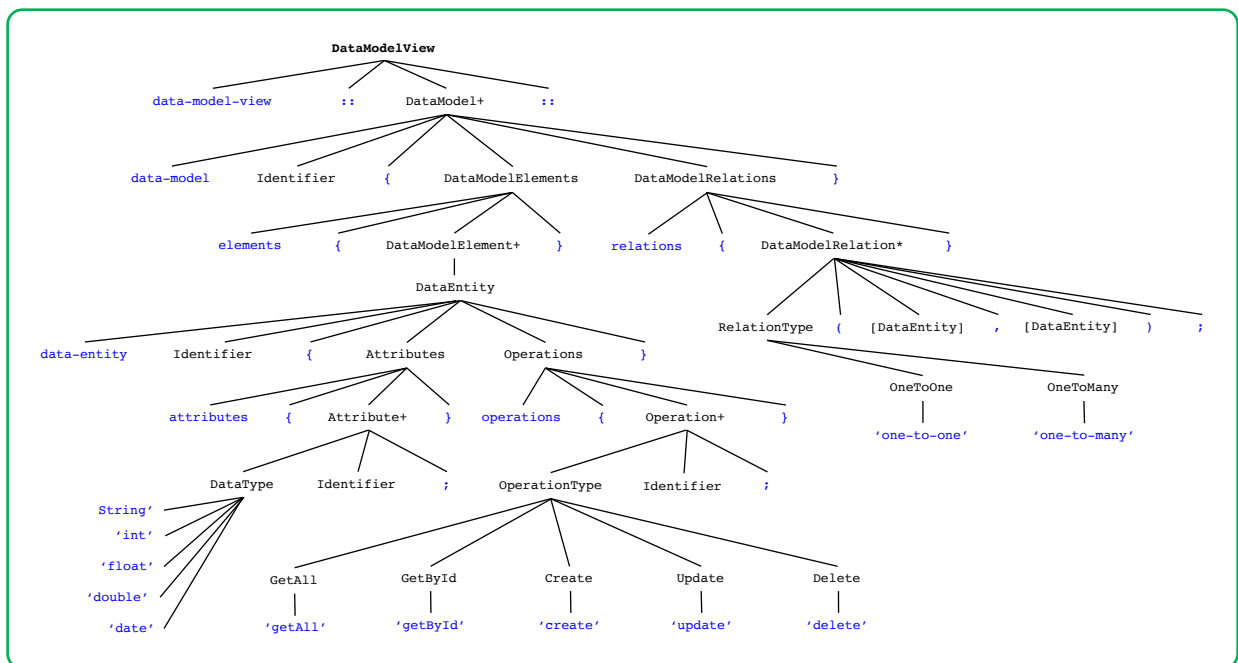 DataModelView
data-model-view :: DataModel+ ::
data-model Identifier { DataModelElements DataModelRelations }
elements { DataModelElement+ } relations { DataModelRelation* }
DataEntity
RelationType ( [DataEntity] , [DataEntity] ) ;
data-entity Identifier { Attributes Operations }
OneToOne OneToMany
attributes { Attribute+ } operations { Operation+ }
‘one-to-one’ ‘one-to-many’
DataType Identifier ; OperationType Identifier ;
String’
‘int’
‘float’
GetAll GetById Create Update Delete
‘double’
‘date’ ‘getAll’ ‘getById’ ‘create’ ‘update’ ‘delete’